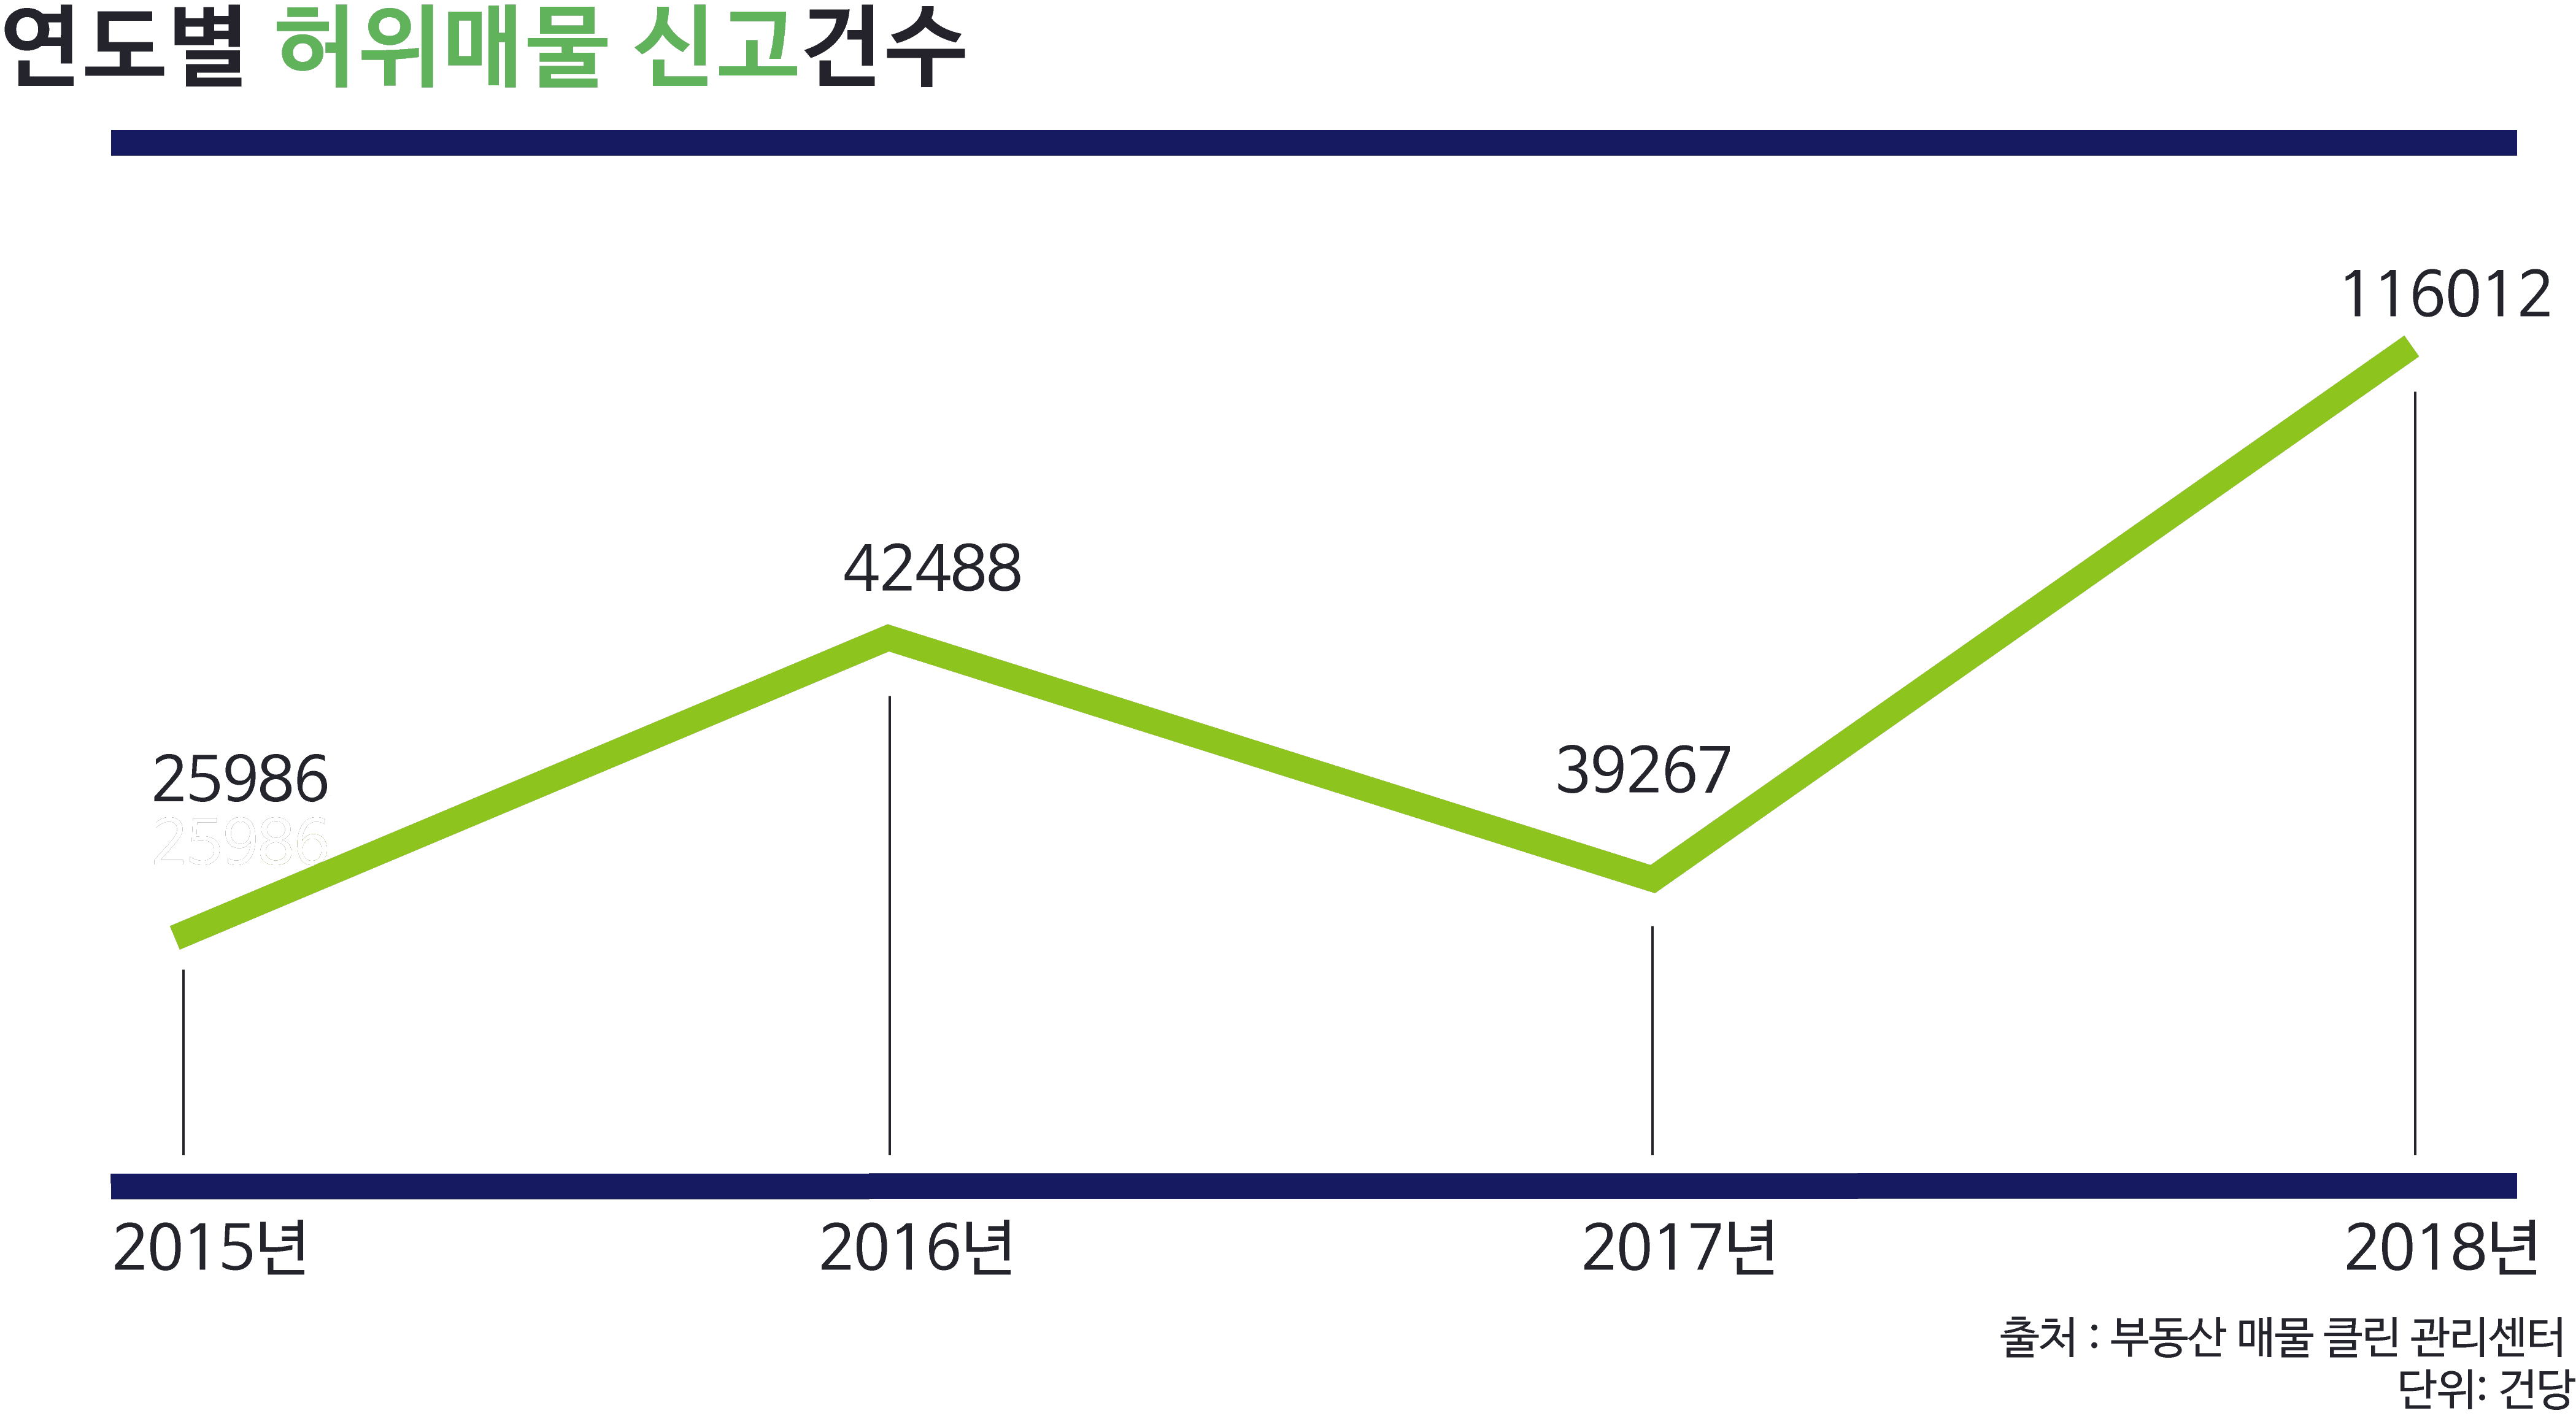 연도별 허위매물 신고건수
116012
42488
39267
25986
25986
2015년 2016년 2017년 2018년
출처 : 부동산 매물 클린 관리센터
단위: 건당